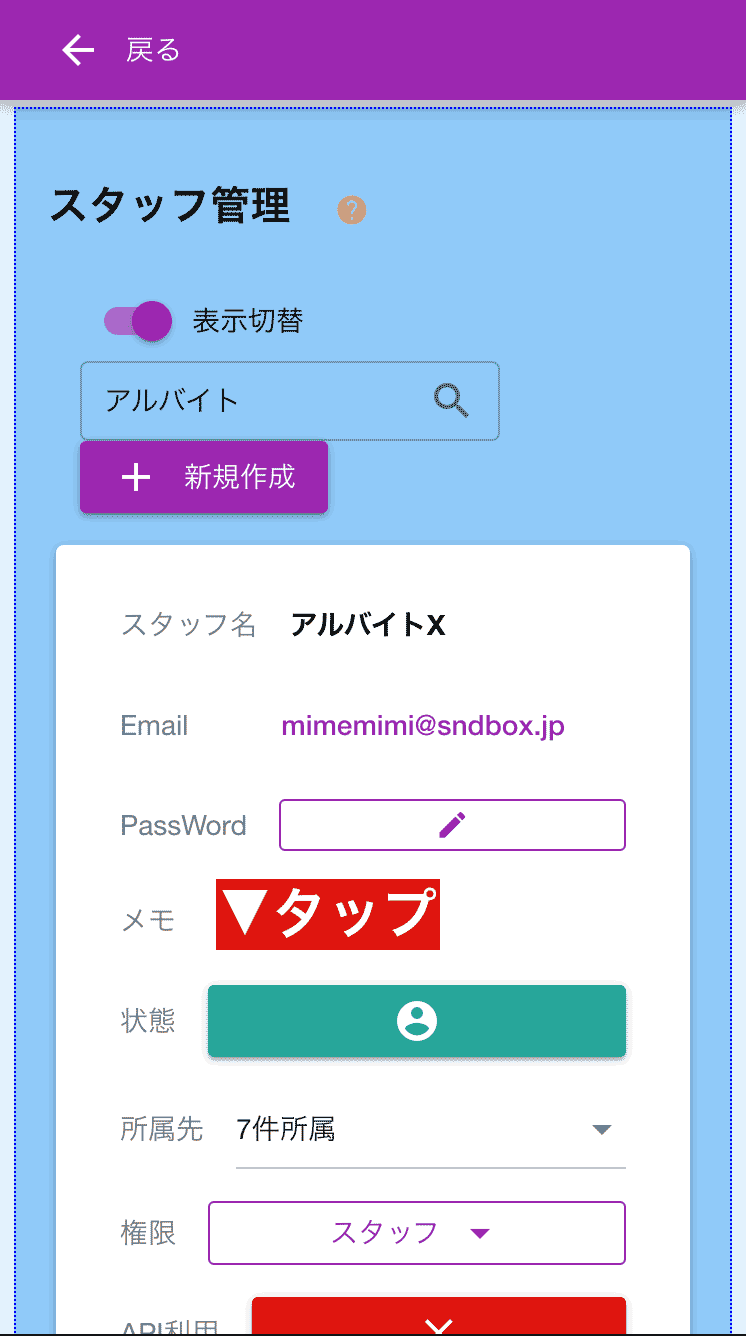 戻る
スタッフ管理 ?
表示切替
アルバイト
新規作成
スタッフ名 アルバイトX
Email mimemimi@sndbox.jp
PassWord
メモ ▼タップ
状態
所属先 7件所属
権限 スタッフ
API利用